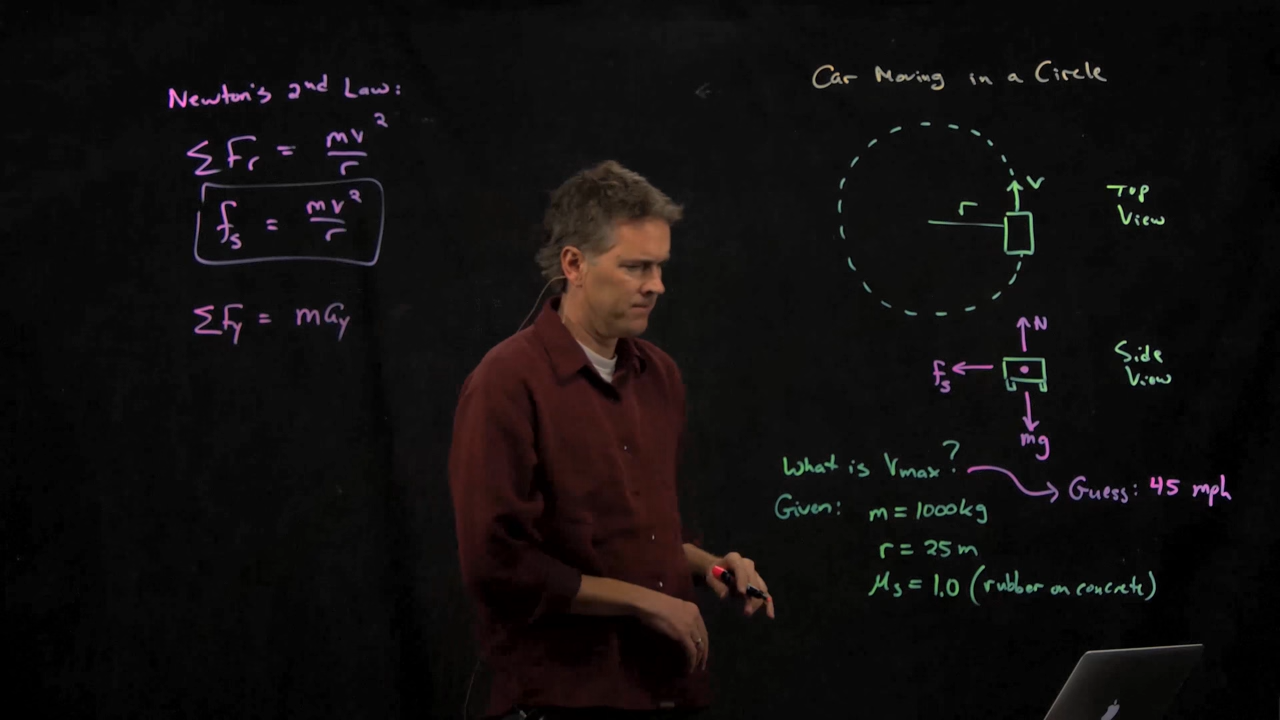 Newton's 2nd Law:
ΣFr = mv²/r
fs = mv²/r
ΣFy = may
Car Moving in a Circle
v
r
Top
View
N
fs
mg
Side
View
What is Vmax?
Guess: 45 mph
Given: m = 1000kg
r = 25m
μs = 1.0 (rubber on concrete)